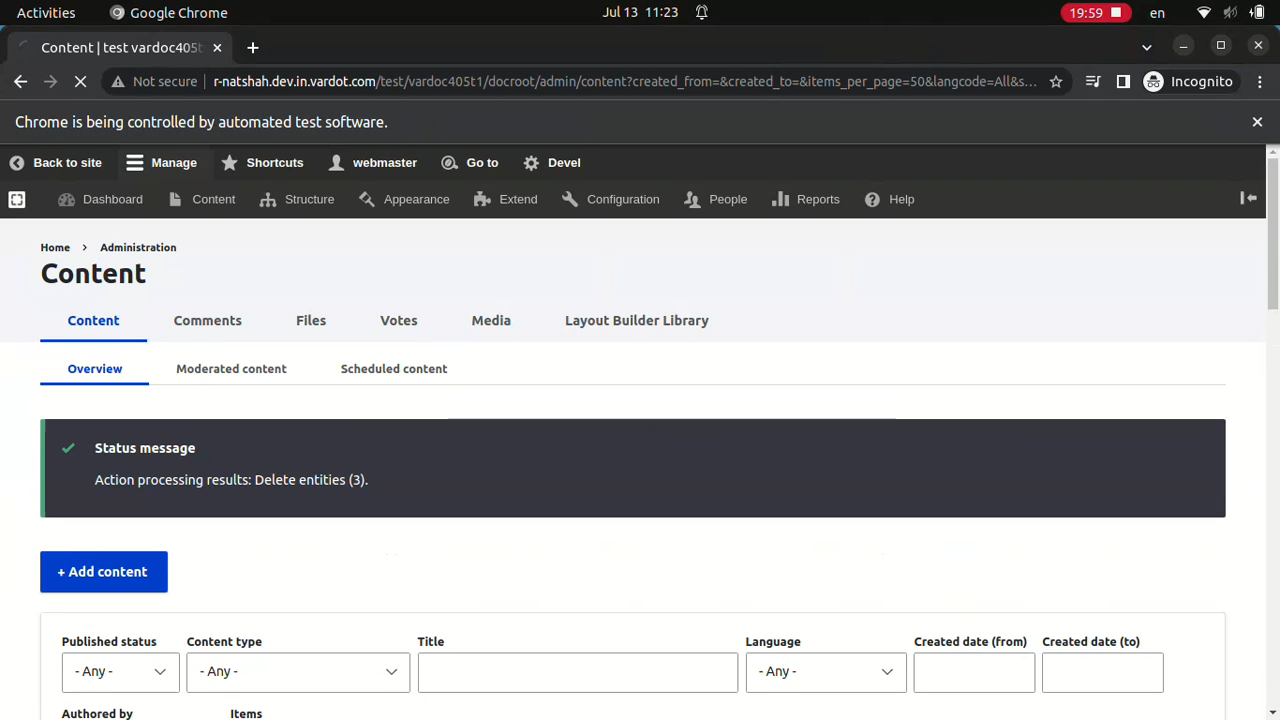 Activities Google Chrome Jul 13 11:23 19:59 en
Content | test vardoc405
Not secure r-natshah.dev.in.vardot.com/test/vardoc405t1/docroot/admin/content?created_from=&created_to=&items_per_page=50&langcode=All&s... Incognito
Chrome is being controlled by automated test software.
Back to site Manage Shortcuts webmaster Go to Devel
Dashboard Content Structure Appearance Extend Configuration People Reports Help
Home Administration
Content
Content Comments Files Votes Media Layout Builder Library
Overview Moderated content Scheduled content
Status message
Action processing results: Delete entities (3).
+ Add content
Published status Content type Title Language Created date (from) Created date (to)
- Any - - Any - - Any -
Authored by Items